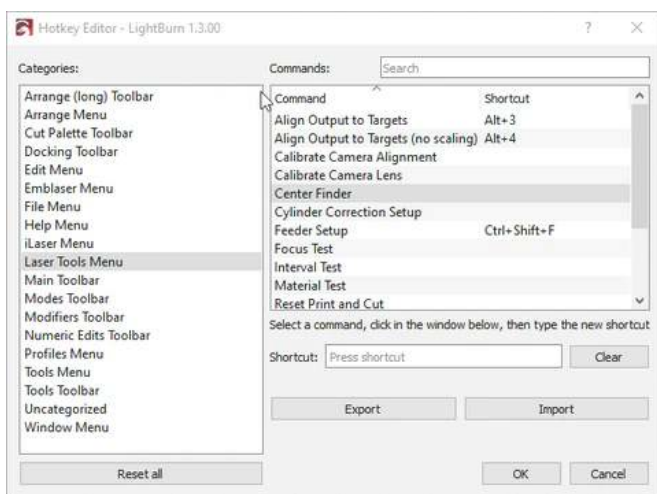 Hotkey Editor - LightBurn 1.3.00
Categories:
Arrange (long) Toolbar
Arrange Menu
Cut Palette Toolbar
Docking Toolbar
Edit Menu
Emblaser Menu
File Menu
Help Menu
iLaser Menu
Laser Tools Menu
Main Toolbar
Modes Toolbar
Modifiers Toolbar
Numeric Edits Toolbar
Profiles Menu
Tools Menu
Tools Toolbar
Uncategorized
Window Menu
Reset all
Commands: Search
Command Shortcut
Align Output to Targets Alt+3
Align Output to Targets (no scaling) Alt+4
Calibrate Camera Alignment
Calibrate Camera Lens
Center Finder
Cylinder Correction Setup
Feeder Setup Ctrl+Shift+F
Focus Test
Interval Test
Material Test
Reset Print and Cut
Select a command, click in the window below, then type the new shortcut
Shortcut: Press shortcut Clear
Export Import
OK Cancel